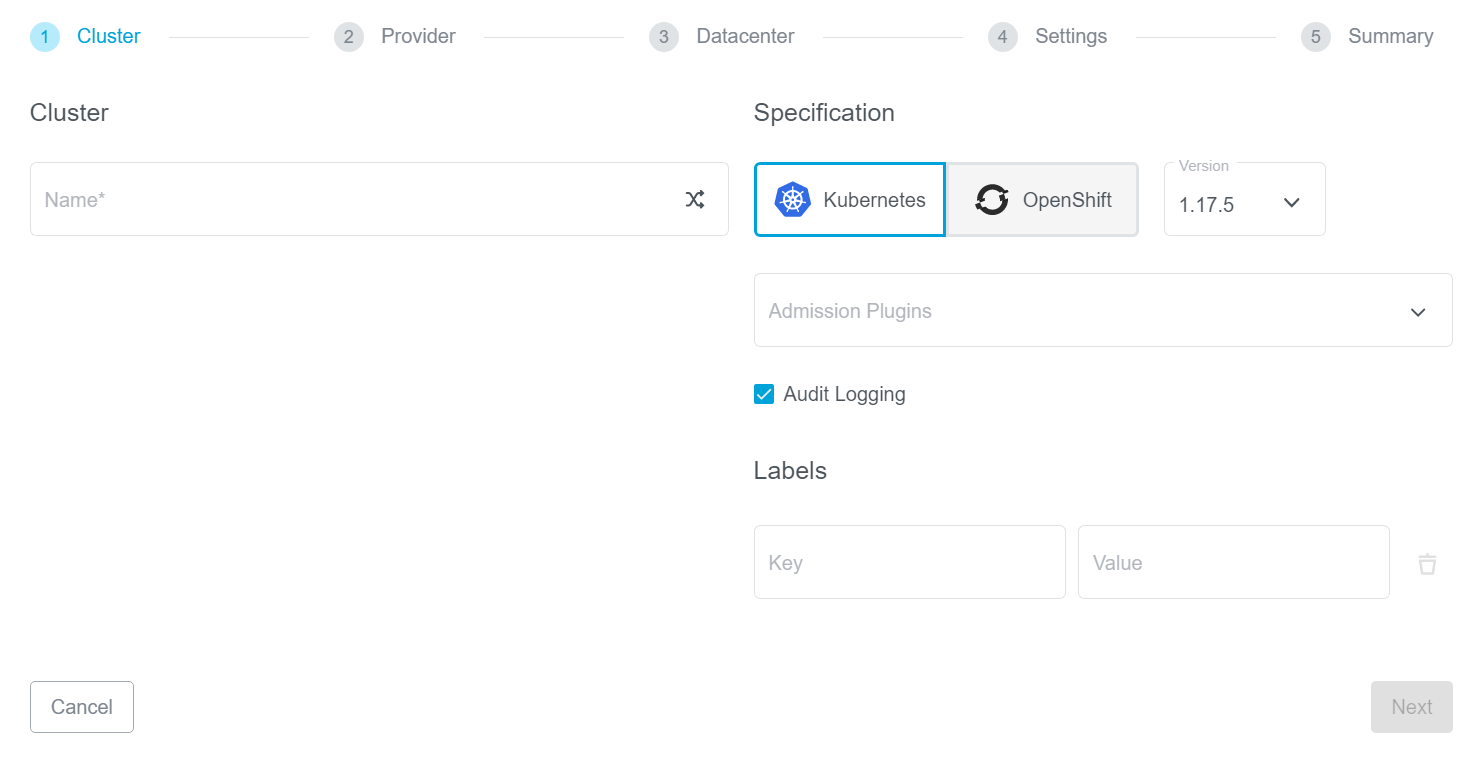 1 Cluster 2 Provider 3 Datacenter 4 Settings 5 Summary
Cluster
Name*
Specification
Kubernetes OpenShift
Version
1.17.5
Admission Plugins
Audit Logging
Labels
Key Value
Cancel Next